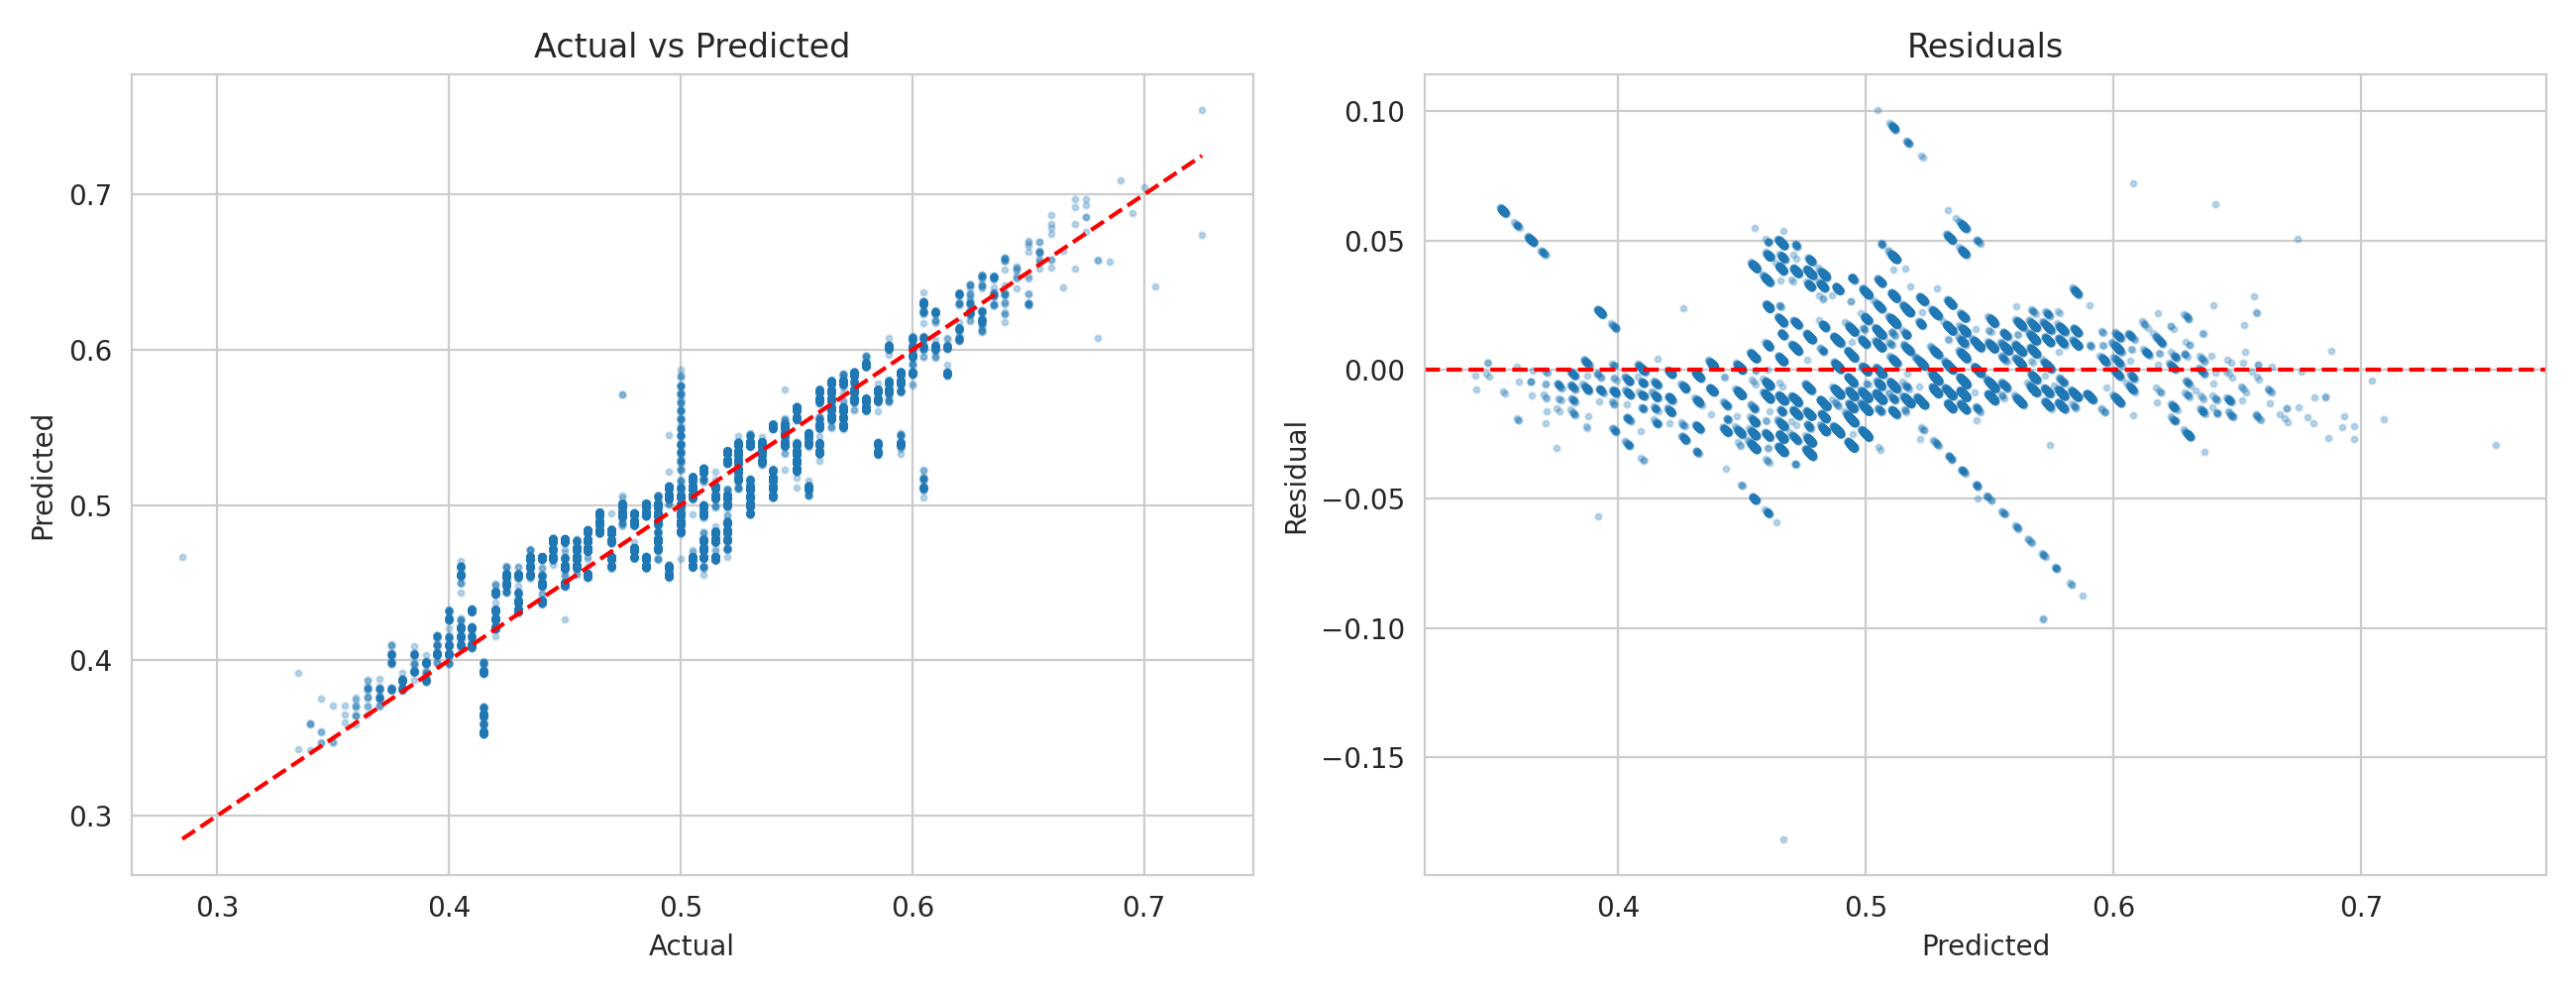 Actual vs Predicted
Predicted
0.7
0.6
0.5
0.4
0.3
0.3 0.4 0.5 0.6 0.7
Actual
Residuals
Residual
0.10
0.05
0.00
−0.05
−0.10
−0.15
0.4 0.5 0.6 0.7
Predicted